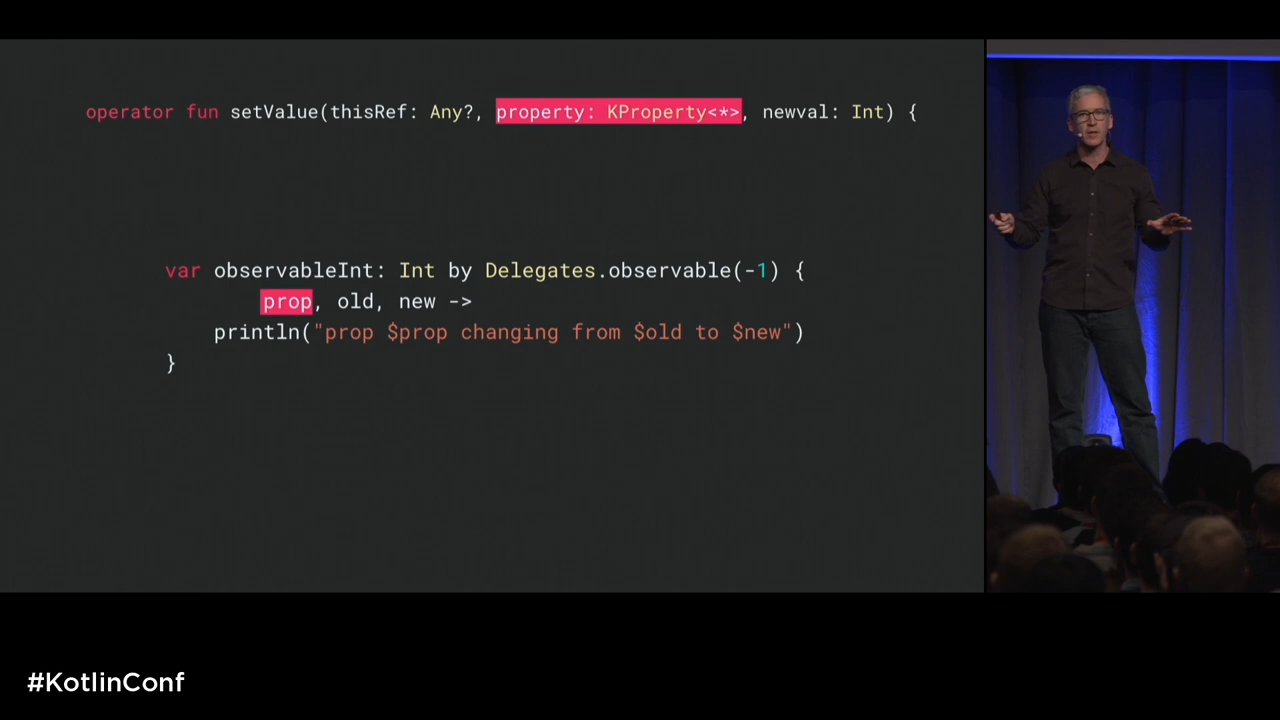 operator fun setValue(thisRef: Any?, property: KProperty<*>, newval: Int) {
var observableInt: Int by Delegates.observable(-1) {
prop, old, new ->
println("prop $prop changing from $old to $new")
}
#KotlinConf